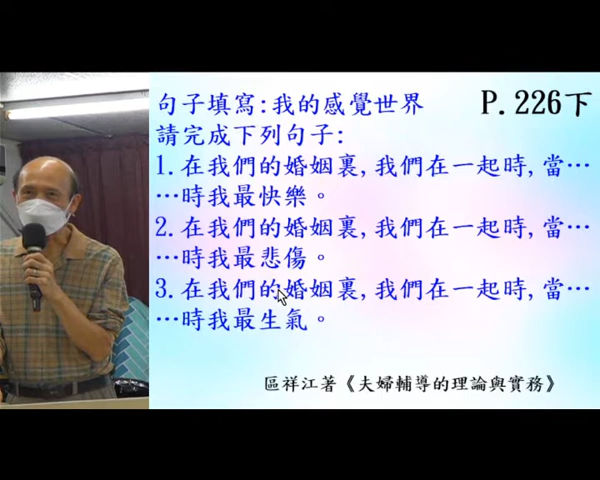 句子填寫:我的感覺世界 P.226下
請完成下列句子:
1.在我們的婚姻裏,我們在一起時,當…
…時我最快樂。
2.在我們的婚姻裏,我們在一起時,當…
…時我最悲傷。
3.在我們的婚姻裏,我們在一起時,當…
…時我最生氣。
區祥江著《夫婦輔導的理論與實務》